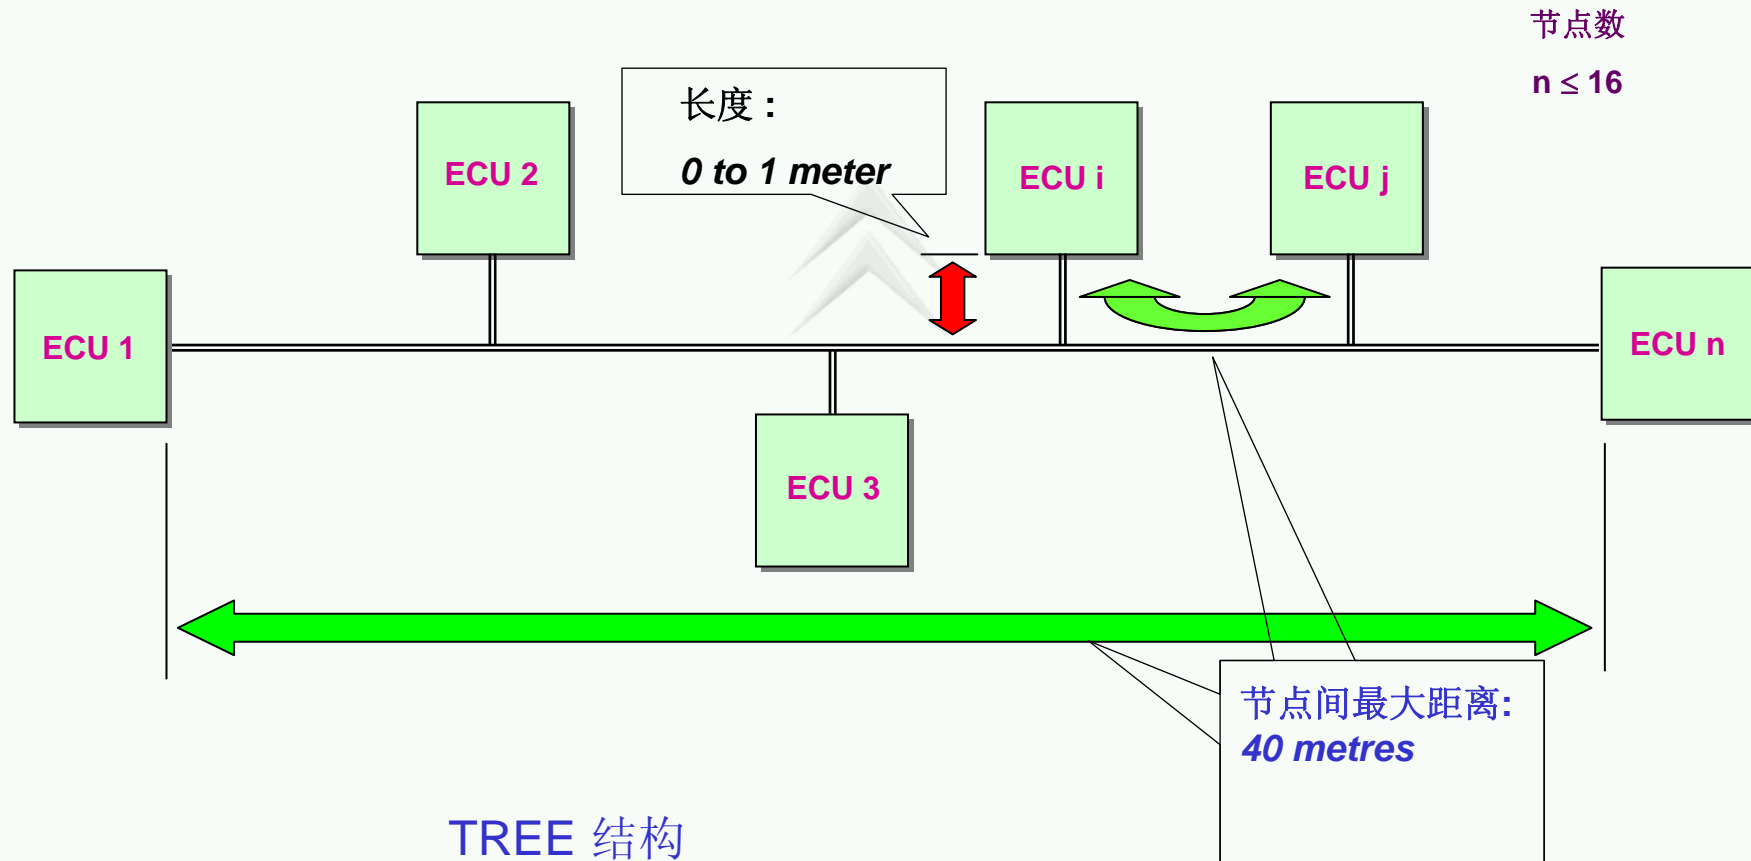 节点数
n ≤ 16
长度 :
0 to 1 meter
ECU 2
ECU i
ECU j
ECU 1
ECU n
ECU 3
节点间最大距离:
40 metres
TREE 结构